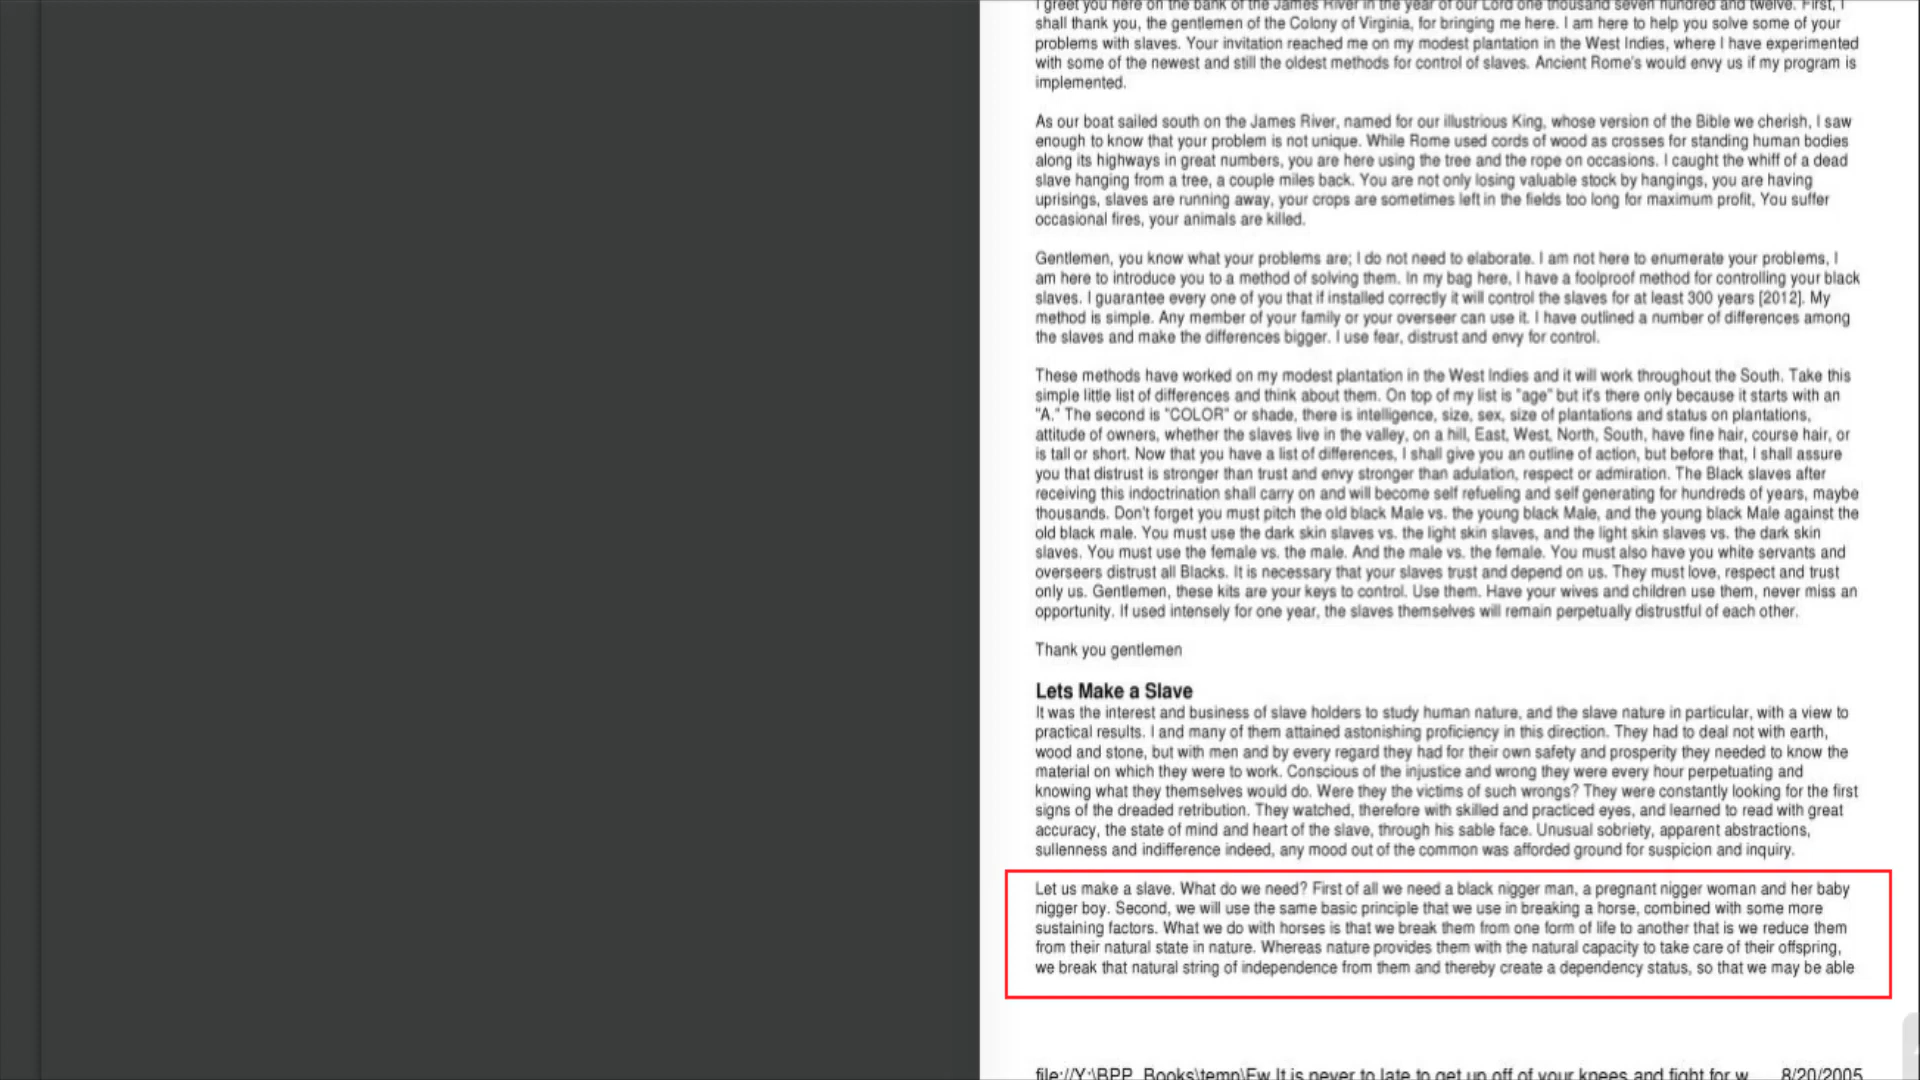 I greet you here on the bank of the James River in the year of our Lord one thousand seven hundred and twelve. First, I
shall thank you, the gentlemen of the Colony of Virginia, for bringing me here. I am here to help you solve some of your
problems with slaves. Your invitation reached me on my modest plantation in the West Indies, where I have experimented
with some of the newest and still the oldest methods for control of slaves. Ancient Rome's would envy us if my program is
implemented.
As our boat sailed south on the James River, named for our illustrious King, whose version of the Bible we cherish, I saw
enough to know that your problem is not unique. While Rome used cords of wood as crosses for standing human bodies
along its highways in great numbers, you are here using the tree and the rope on occasions. I caught the whiff of a dead
slave hanging from a tree, a couple miles back. You are not only losing valuable stock by hangings, you are having
uprisings, slaves are running away, your crops are sometimes left in the fields too long for maximum profit, You suffer
occasional fires, your animals are killed.
Gentlemen, you know what your problems are; I do not need to elaborate. I am not here to enumerate your problems, I
am here to introduce you to a method of solving them. In my bag here, I have a foolproof method for controlling your black
slaves. I guarantee every one of you that if installed correctly it will control the slaves for at least 300 years [2012]. My
method is simple. Any member of your family or your overseer can use it. I have outlined a number of differences among
the slaves and make the differences bigger. I use fear, distrust and envy for control.
These methods have worked on my modest plantation in the West Indies and it will work throughout the South. Take this
simple little list of differences and think about them. On top of my list is "age" but it's there only because it starts with an
"A." The second is "COLOR" or shade, there is intelligence, size, sex, size of plantations and status on plantations,
attitude of owners, whether the slaves live in the valley, on a hill, East, West, North, South, have fine hair, course hair, or
is tall or short. Now that you have a list of differences, I shall give you an outline of action, but before that, I shall assure
you that distrust is stronger than trust and envy stronger than adulation, respect or admiration. The Black slaves after
receiving this indoctrination shall carry on and will become self refueling and self generating for hundreds of years, maybe
thousands. Don't forget you must pitch the old black Male vs. the young black Male, and the young black Male against the
old black male. You must use the dark skin slaves vs. the light skin slaves, and the light skin slaves vs. the dark skin
slaves. You must use the female vs. the male. And the male vs. the female. You must also have you white servants and
overseers distrust all Blacks. It is necessary that your slaves trust and depend on us. They must love, respect and trust
only us. Gentlemen, these kits are your keys to control. Use them. Have your wives and children use them, never miss an
opportunity. If used intensely for one year, the slaves themselves will remain perpetually distrustful of each other.
Thank you gentlemen
Lets Make a Slave
It was the interest and business of slave holders to study human nature, and the slave nature in particular, with a view to
practical results. I and many of them attained astonishing proficiency in this direction. They had to deal not with earth,
wood and stone, but with men and by every regard they had for their own safety and prosperity they needed to know the
material on which they were to work. Conscious of the injustice and wrong they were every hour perpetuating and
knowing what they themselves would do. Were they the victims of such wrongs? They were constantly looking for the first
signs of the dreaded retribution. They watched, therefore with skilled and practiced eyes, and learned to read with great
accuracy, the state of mind and heart of the slave, through his sable face. Unusual sobriety, apparent abstractions,
sullenness and indifference indeed, any mood out of the common was afforded ground for suspicion and inquiry.
Let us make a slave. What do we need? First of all we need a black nigger man, a pregnant nigger woman and her baby
nigger boy. Second, we will use the same basic principle that we use in breaking a horse, combined with some more
sustaining factors. What we do with horses is that we break them from one form of life to another that is we reduce them
from their natural state in nature. Whereas nature provides them with the natural capacity to take care of their offspring,
we break that natural string of independence from them and thereby create a dependency status, so that we may be able
file://Y:\BPP_Books\temp\Fw It is never to late to get up off of your knees and fight for w... 8/20/2005